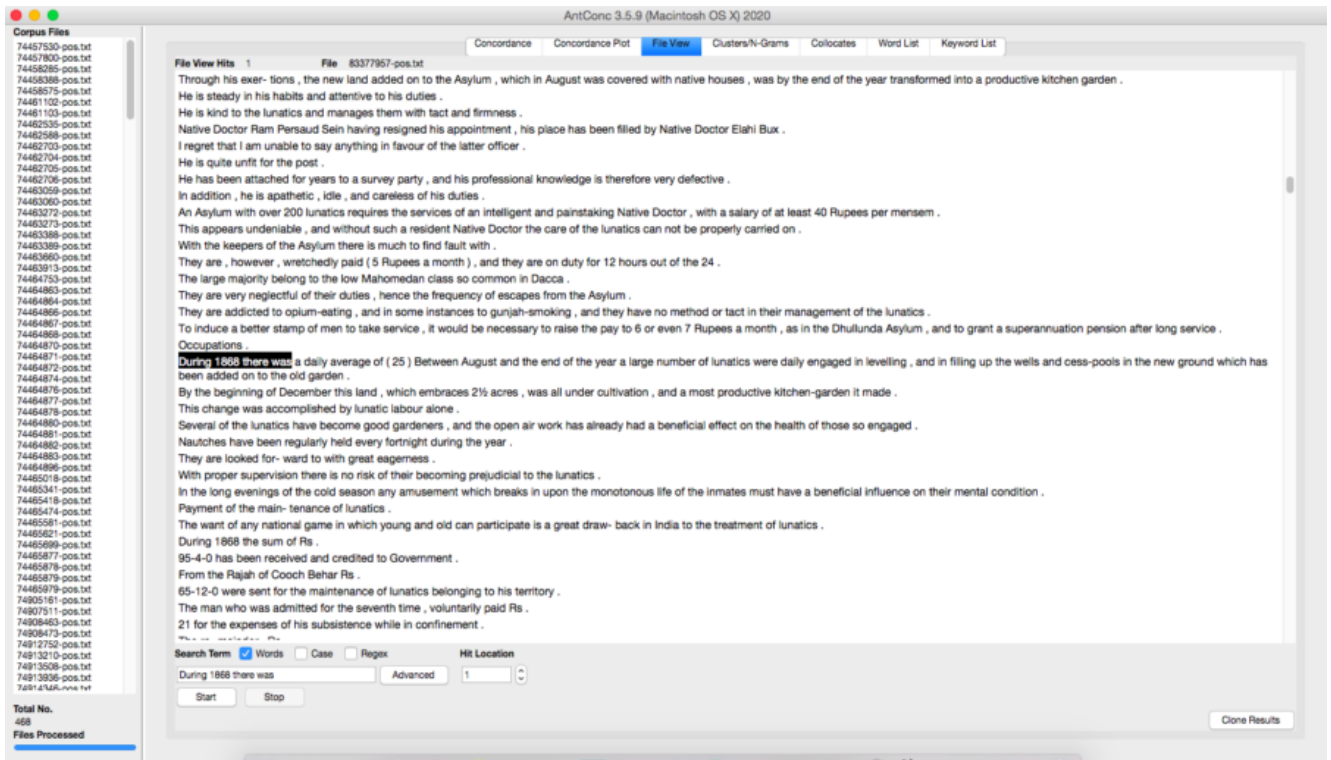 AntConc 3.5.9 (Macintosh OS X) 2020
Corpus Files
74457530-pos.txt
74457800-pos.txt
74458285-pos.txt
74458388-pos.txt
74458575-pos.txt
74461102-pos.txt
74461103-pos.txt
74462535-pos.txt
74462588-pos.txt
74462703-pos.txt
74462704-pos.txt
74462705-pos.txt
74462706-pos.txt
74463059-pos.txt
74463060-pos.txt
74463272-pos.txt
74463273-pos.txt
74463388-pos.txt
74463389-pos.txt
74463660-pos.txt
74463913-pos.txt
74464753-pos.txt
74464863-pos.txt
74464864-pos.txt
74464866-pos.txt
74464867-pos.txt
74464868-pos.txt
74464870-pos.txt
74464871-pos.txt
74464872-pos.txt
74464874-pos.txt
74464876-pos.txt
74464877-pos.txt
74464878-pos.txt
74464880-pos.txt
74464881-pos.txt
74464882-pos.txt
74464883-pos.txt
74464896-pos.txt
74465018-pos.txt
74465341-pos.txt
74465418-pos.txt
74465474-pos.txt
74465581-pos.txt
74465621-pos.txt
74465699-pos.txt
74465877-pos.txt
74465878-pos.txt
74465879-pos.txt
74465979-pos.txt
74905161-pos.txt
74907511-pos.txt
74908463-pos.txt
74908473-pos.txt
74912752-pos.txt
74913210-pos.txt
74913508-pos.txt
74913936-pos.txt
74914346-pos.txt
Total No.
468
Files Processed
Concordance Concordance Plot File View Clusters/N-Grams Collocates Word List Keyword List
File View Hits 1 File 83377957-pos.txt
Through his exer- tions , the new land added on to the Asylum , which in August was covered with native houses , was by the end of the year transformed into a productive kitchen garden .
He is steady in his habits and attentive to his duties .
He is kind to the lunatics and manages them with tact and firmness .
Native Doctor Ram Persaud Sein having resigned his appointment , his place has been filled by Native Doctor Elahi Bux .
I regret that I am unable to say anything in favour of the latter officer .
He is quite unfit for the post .
He has been attached for years to a survey party , and his professional knowledge is therefore very defective .
In addition , he is apathetic , idle , and careless of his duties .
An Asylum with over 200 lunatics requires the services of an intelligent and painstaking Native Doctor , with a salary of at least 40 Rupees per mensem .
This appears undeniable , and without such a resident Native Doctor the care of the lunatics can not be properly carried on .
With the keepers of the Asylum there is much to find fault with .
They are , however , wretchedly paid ( 5 Rupees a month ) , and they are on duty for 12 hours out of the 24 .
The large majority belong to the low Mahomedan class so common in Dacca .
They are very neglectful of their duties , hence the frequency of escapes from the Asylum .
They are addicted to opium-eating , and in some instances to gunjah-smoking , and they have no method or tact in their management of the lunatics .
To induce a better stamp of men to take service , it would be necessary to raise the pay to 6 or even 7 Rupees a month , as in the Dhullunda Asylum , and to grant a superannuation pension after long service .
Occupations .
During 1868 there was a daily average of ( 25 ) Between August and the end of the year a large number of lunatics were daily engaged in levelling , and in filling up the wells and cess-pools in the new ground which has
been added on to the old garden .
By the beginning of December this land , which embraces 2½ acres , was all under cultivation , and a most productive kitchen-garden it made .
This change was accomplished by lunatic labour alone .
Several of the lunatics have become good gardeners , and the open air work has already had a beneficial effect on the health of those so engaged .
Nautches have been regularly held every fortnight during the year .
They are looked for- ward to with great eagerness .
With proper supervision there is no risk of their becoming prejudicial to the lunatics .
In the long evenings of the cold season any amusement which breaks in upon the monotonous life of the inmates must have a beneficial influence on their mental condition .
Payment of the main- tenance of lunatics .
The want of any national game in which young and old can participate is a great draw- back in India to the treatment of lunatics .
During 1868 the sum of Rs .
95-4-0 has been received and credited to Government .
From the Rajah of Cooch Behar Rs .
65-12-0 were sent for the maintenance of lunatics belonging to his territory .
The man who was admitted for the seventh time , voluntarily paid Rs .
21 for the expenses of his subsistence while in confinement .
The re- mainder Rs
Search Term Words Case Regex Hit Location
During 1868 there was Advanced 1
Start Stop
Clone Results